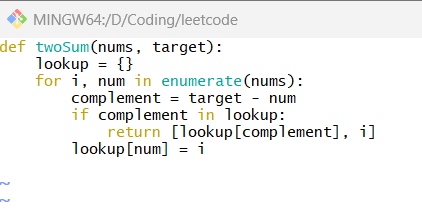 MINGW64:/D/Coding/leetcode
def twoSum(nums, target):
    lookup = {}
    for i, num in enumerate(nums):
        complement = target - num
        if complement in lookup:
            return [lookup[complement], i]
        lookup[num] = i
~
~